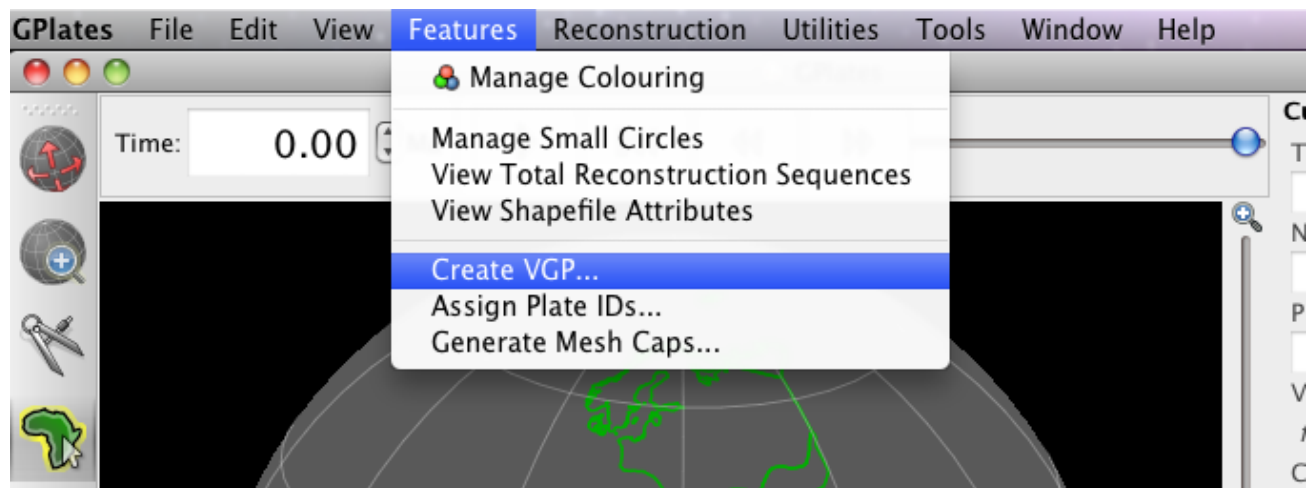 GPlates File Edit View Features Reconstruction Utilities Tools Window Help
Manage Colouring
Time: 0.00
Manage Small Circles
View Total Reconstruction Sequences
View Shapefile Attributes
Create VGP...
Assign Plate IDs...
Generate Mesh Caps...